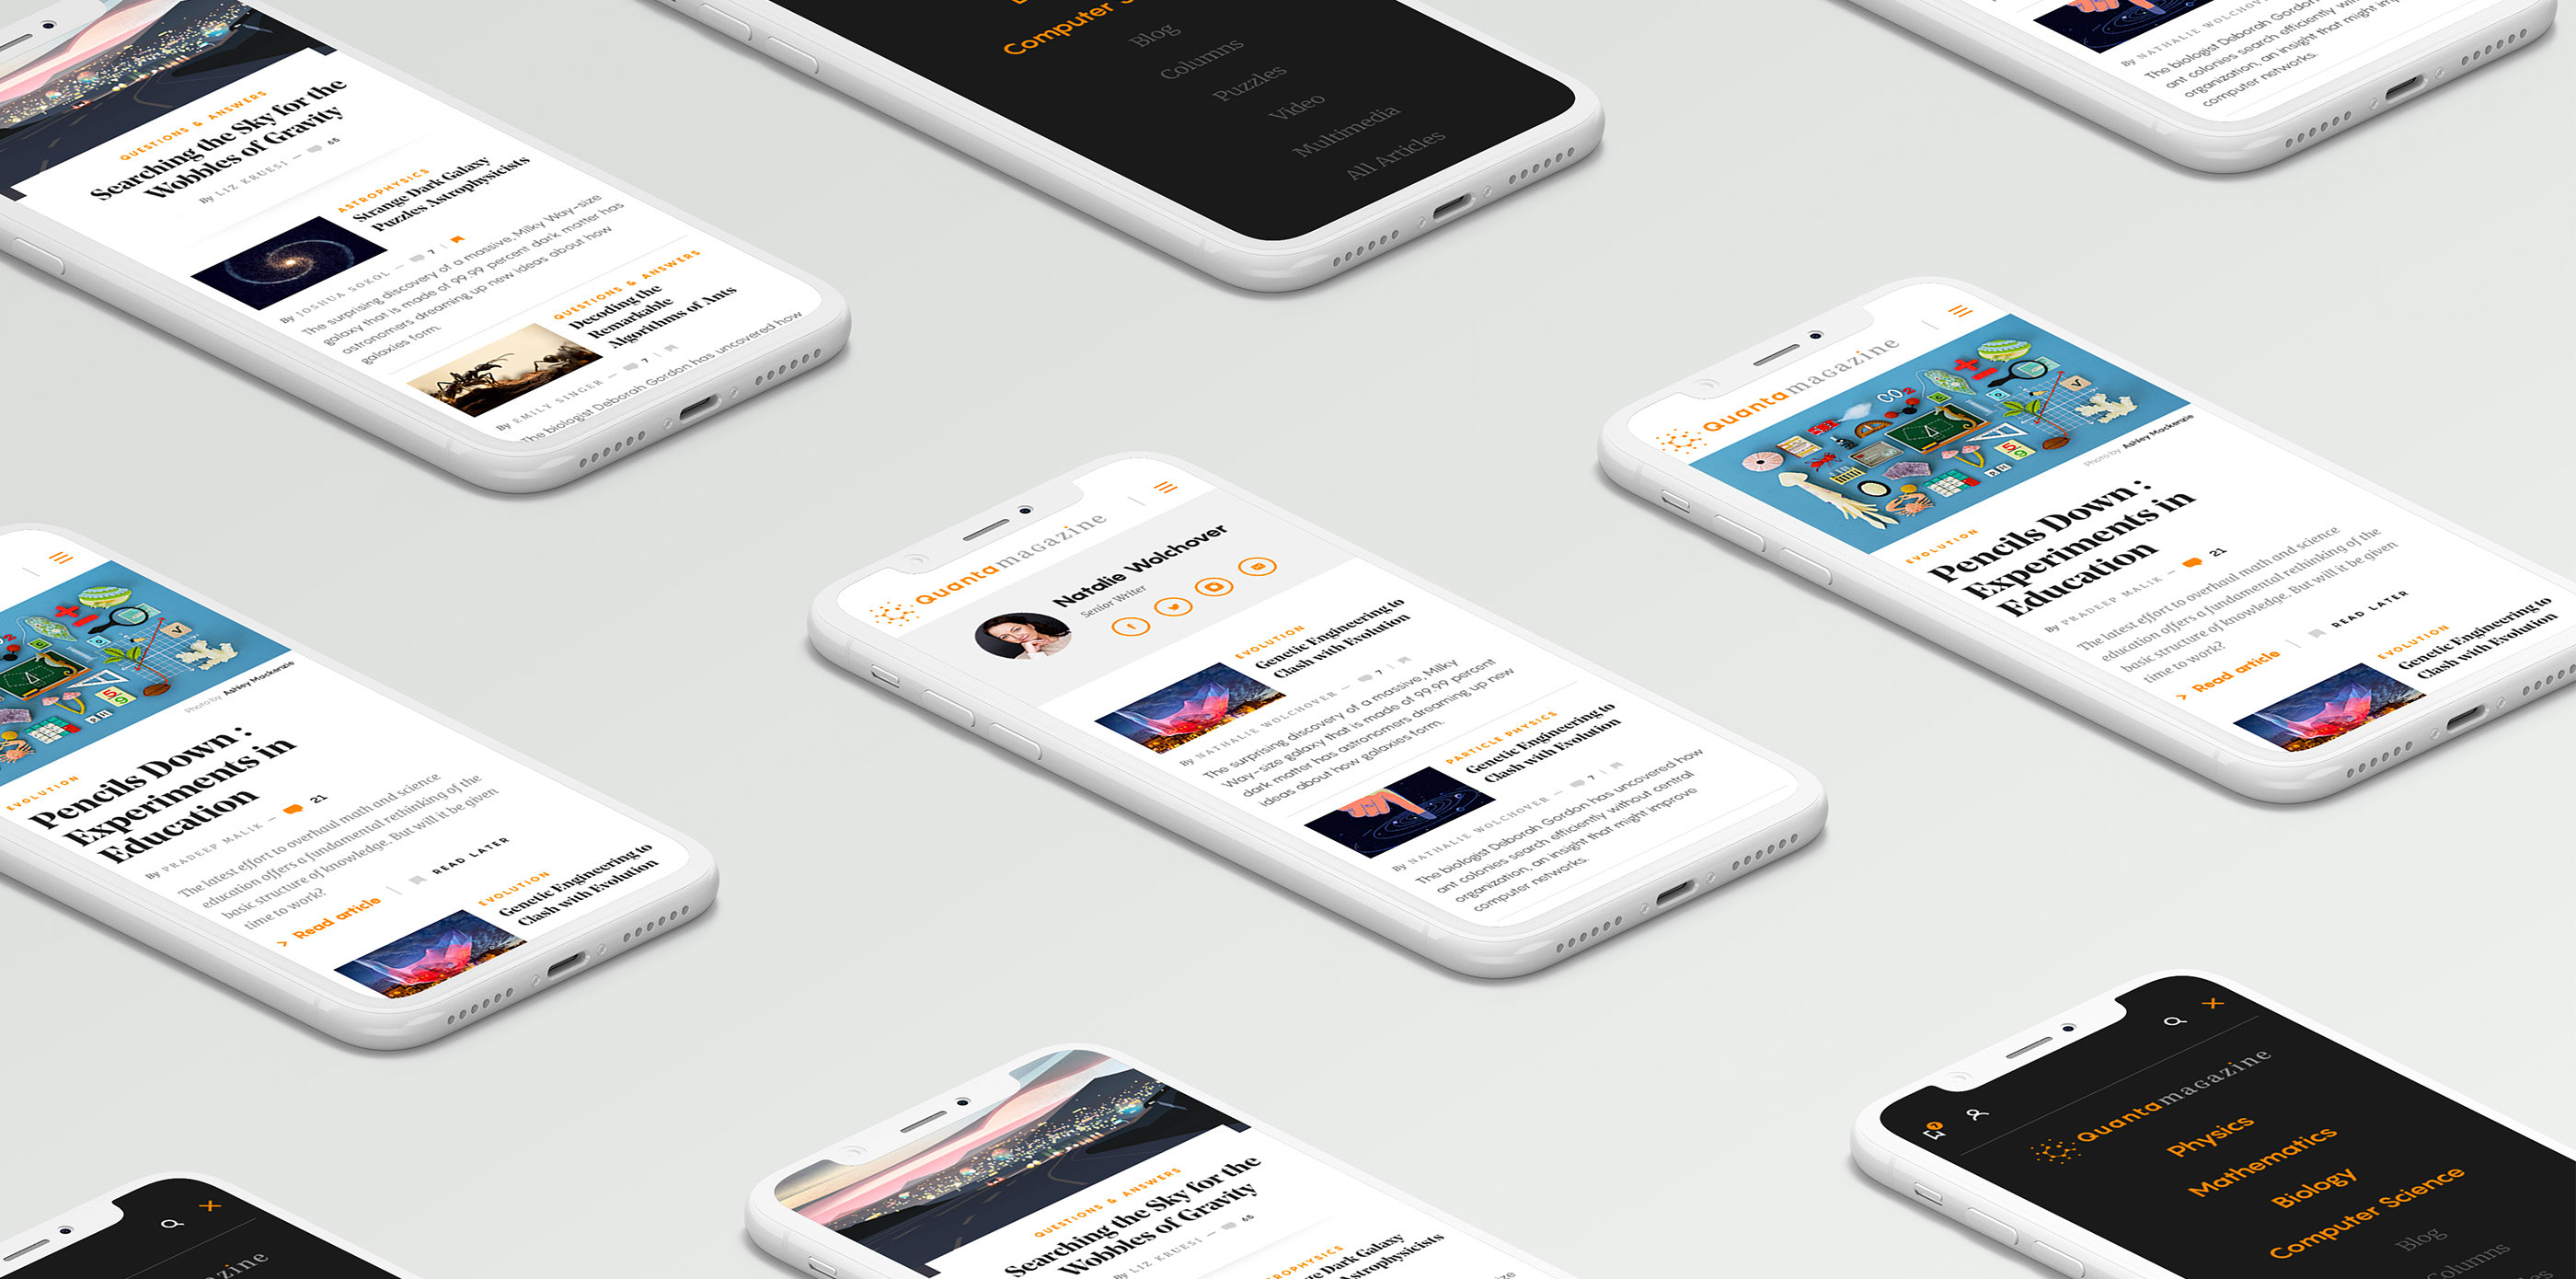 QUESTIONS & ANSWERS
Searching the Sky for the
Wobbles of Gravity
By LIZ KRUESI — 65
ASTROPHYSICS
Strange Dark Galaxy
Puzzles Astrophysicists
By JOSHUA SOKOL — 7
The surprising discovery of a massive, Milky Way-size
galaxy that is made of 99.99 percent dark matter has
astronomers dreaming up new ideas about how
galaxies form.
QUESTIONS & ANSWERS
Decoding the
Remarkable
Algorithms of Ants
By EMILY SINGER — 7
The biologist Deborah Gordon has uncovered how
Computer
Blog
Columns
Puzzles
Video
Multimedia
All Articles
By NATHALIE WOLCHOV
The biologist Deborah Gordon
ant colonies search efficiently wi
organization, an insight that might imp
computer networks.
Photo by Ashley Mackenzie
EVOLUTION
Pencils Down :
Experiments in
Education
By PRADEEP MALIK — 21
The latest effort to overhaul math and science
education offers a fundamental rethinking of the
basic structure of knowledge. But will it be given
time to work?
> Read article | READ LATER
EVOLUTION
Genetic Engineering to
Clash with Evolution
Quanta magazine
Natalie Wolchover
Senior Writer
EVOLUTION
Genetic Engineering to
Clash with Evolution
By NATHALIE WOLCHOVER — 7
The surprising discovery of a massive, Milky
Way-size galaxy that is made of 99.99 percent
dark matter has astronomers dreaming up new
ideas about how galaxies form.
PARTICLE PHYSICS
Genetic Engineering to
Clash with Evolution
By NATHALIE WOLCHOVER — 7
The biologist Deborah Gordon has uncovered how
ant colonies search efficiently without central
organization, an insight that might improve
computer networks.
Quanta magazine
CO2
Photo by Ashley Mackenzie
EVOLUTION
Pencils Down :
Experiments in
Education
By PRADEEP MALIK — 21
The latest effort to overhaul math and science
education offers a fundamental rethinking of the
basic structure of knowledge. But will it be given
time to work?
> Read article | READ LATER
EVOLUTION
Genetic Engineering to
Clash with Evolution
azine
QUESTIONS & ANSWERS
Searching the Sky for the
Wobbles of Gravity
By LIZ KRUESI — 65
ROPHYSICS
ge Dark Galaxy
Astrophysicists
7
Quanta magazine
Physics
Mathematics
Biology
Computer Science
Blog
Columns